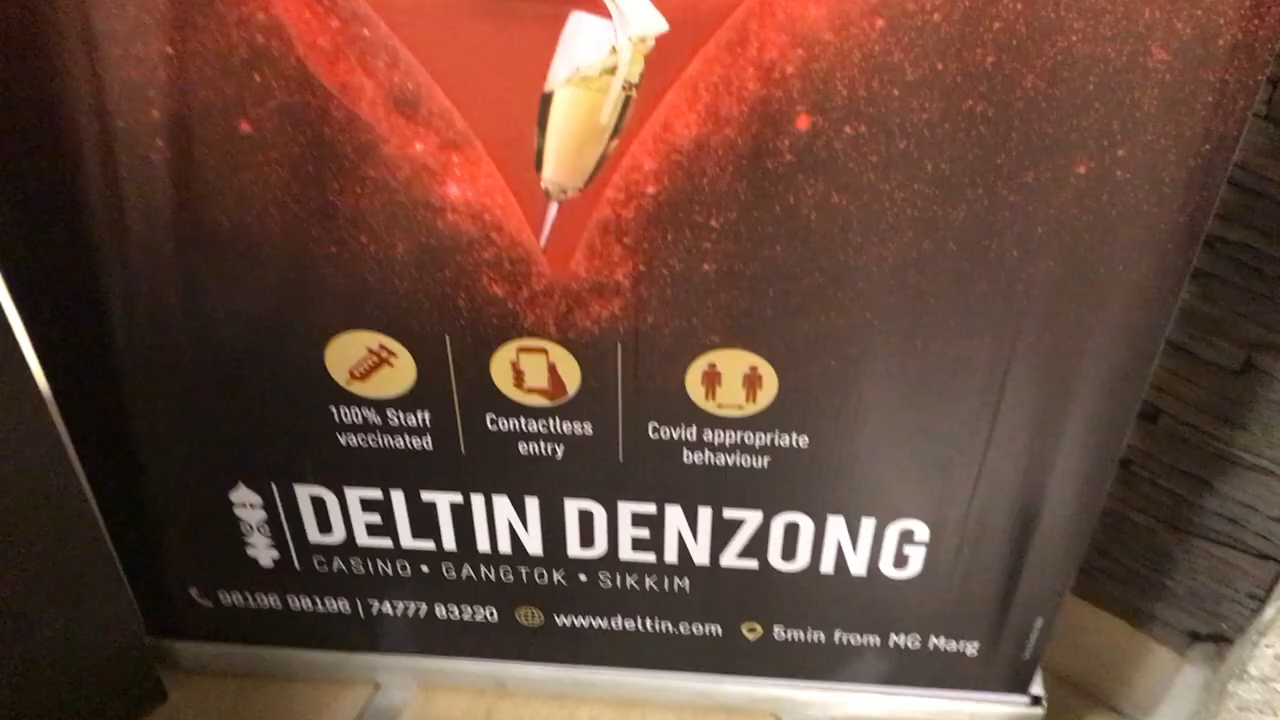 100% Staff
vaccinated
Contactless
entry
Covid appropriate
behaviour
DELTIN DENZONG
CASINO • GANGTOK • SIKKIM
98196 98196 | 74777 83220 www.deltin.com 5min from MG Marg